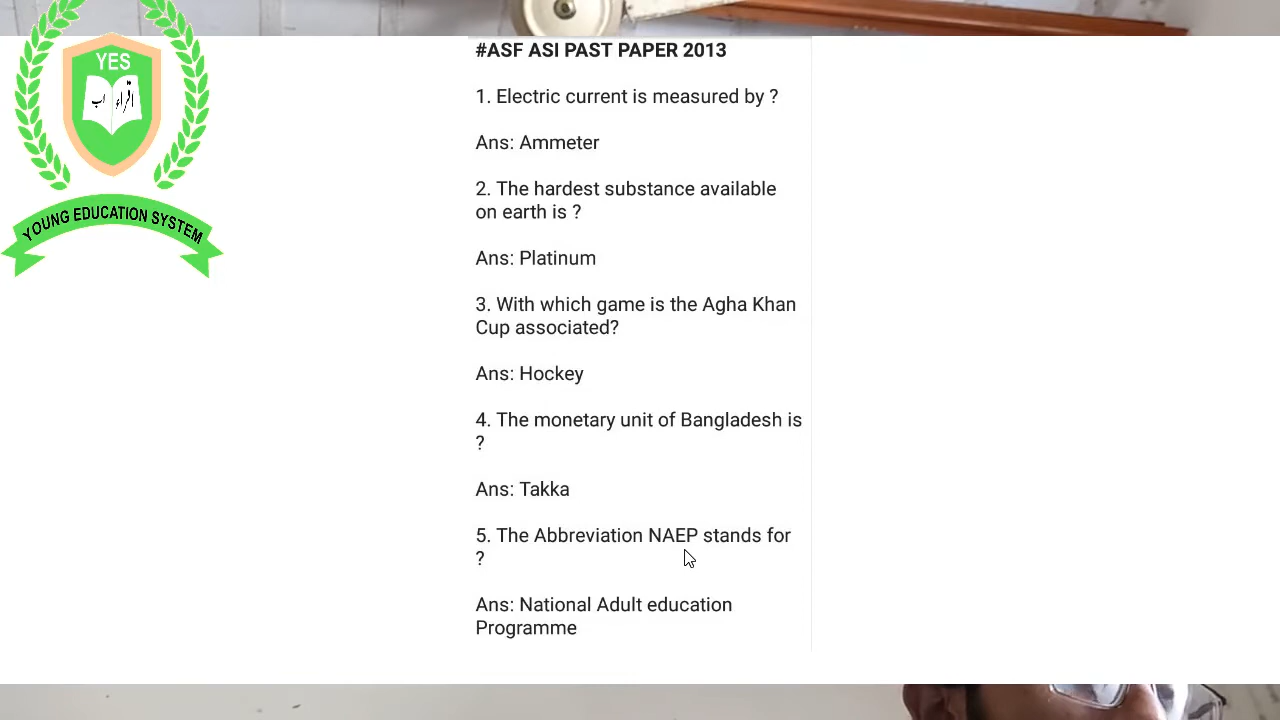 YES
اقراء
اب
YOUNG EDUCATION SYSTEM
#ASF ASI PAST PAPER 2013
1. Electric current is measured by ?
Ans: Ammeter
2. The hardest substance available
on earth is ?
Ans: Platinum
3. With which game is the Agha Khan
Cup associated?
Ans: Hockey
4. The monetary unit of Bangladesh is
?
Ans: Takka
5. The Abbreviation NAEP stands for
?
Ans: National Adult education
Programme